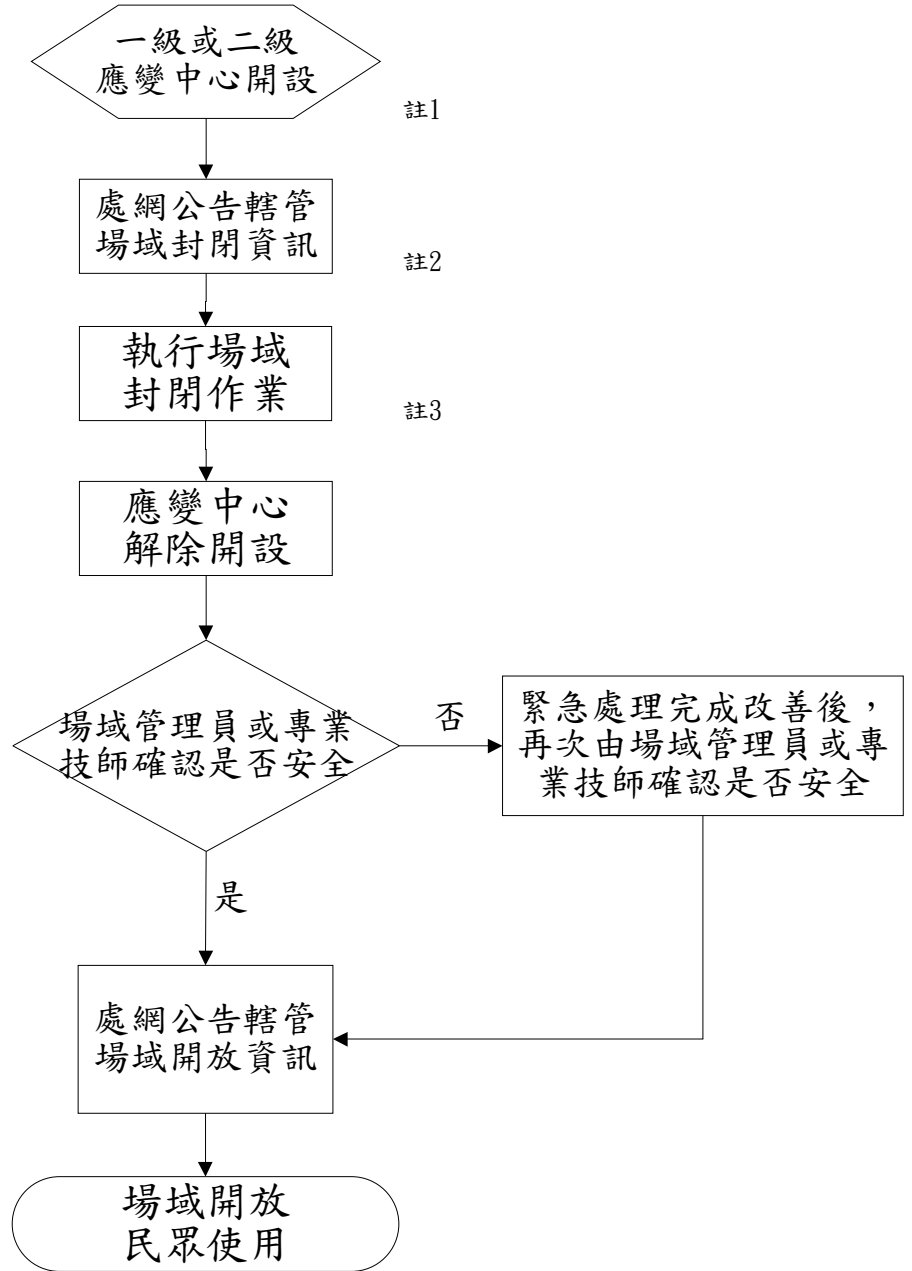 一級或二級
應變中心開設
註1
處網公告轄管
場域封閉資訊
註2
執行場域
封閉作業
註3
應變中心
解除開設
場域管理員或專業
技師確認是否安全
否
緊急處理完成改善後，
再次由場域管理員或專
業技師確認是否安全
是
處網公告轄管
場域開放資訊
場域開放
民眾使用